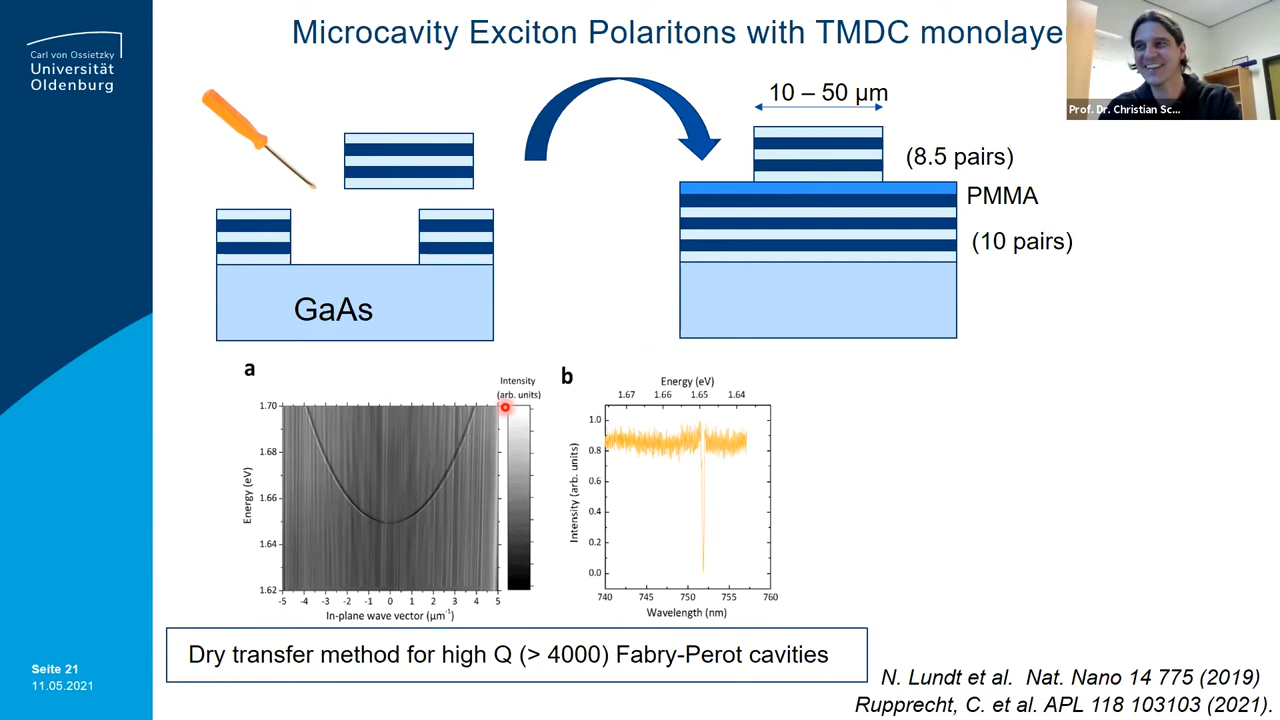 Carl von Ossietzky
Universität
Oldenburg
Microcavity Exciton Polaritons with TMDC monolaye
Prof. Dr. Christian Sc...
10 – 50 µm
(8.5 pairs)
PMMA
(10 pairs)
GaAs
a
Intensity
(arb. units)
1.70
1.68
1.66
1.64
1.62
Energy (eV)
-5 -4 -3 -2 -1 0 1 2 3 4 5
In-plane wave vector (µm-1)
b
Energy (eV)
1.67 1.66 1.65 1.64
1.0
0.8
0.6
0.4
0.2
0.0
Intensity (arb. units)
740 745 750 755 760
Wavelength (nm)
Dry transfer method for high Q (> 4000) Fabry-Perot cavities
Seite 21
11.05.2021
N. Lundt et al. Nat. Nano 14 775 (2019)
Rupprecht, C. et al. APL 118 103103 (2021).